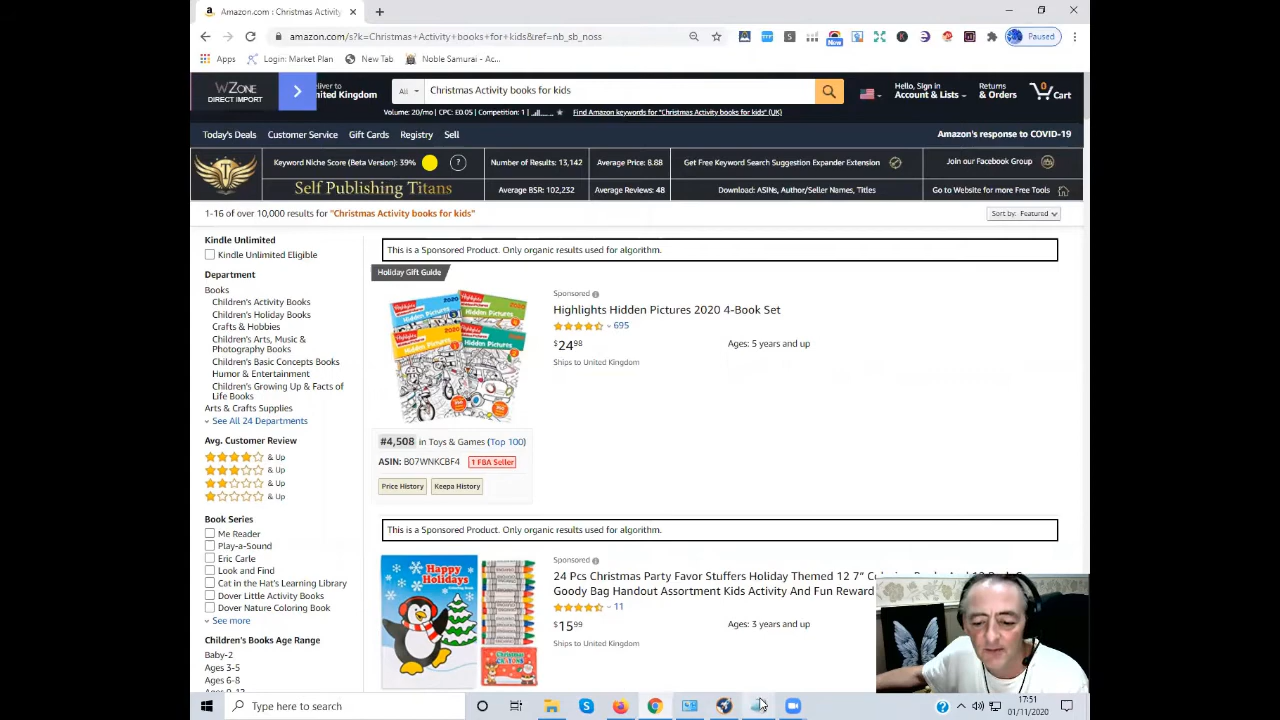 Amazon.com : Christmas Activity
amazon.com/s?k=Christmas+Activity+books+for+kids&ref=nb_sb_noss
New
Paused
Apps
Login: Market Plan
New Tab
Noble Samurai - Ac...
WZONE
DIRECT IMPORT
eliver to
nited Kingdom
All
Christmas Activity books for kids
Hello, Sign in
Account & Lists
Returns
& Orders
0
Cart
Volume: 20/mo | CPC: £0.05 | Competition: 1
Find Amazon keywords for "Christmas Activity books for kids" (UK)
Today's Deals
Customer Service
Gift Cards
Registry
Sell
Amazon's response to COVID-19
Keyword Niche Score (Beta Version): 39%
?
Number of Results: 13,142
Average Price: 8.88
Get Free Keyword Search Suggestion Expander Extension
Join our Facebook Group
Self Publishing Titans
Average BSR: 102,232
Average Reviews: 48
Download: ASINs, Author/Seller Names, Titles
Go to Website for more Free Tools
1-16 of over 10,000 results for "Christmas Activity books for kids"
Sort by: Featured
Kindle Unlimited
Kindle Unlimited Eligible
Department
Books
Children's Activity Books
Children's Holiday Books
Crafts & Hobbies
Children's Arts, Music &
Photography Books
Children's Basic Concepts Books
Humor & Entertainment
Children's Growing Up & Facts of
Life Books
Arts & Crafts Supplies
See All 24 Departments
Avg. Customer Review
& Up
& Up
& Up
& Up
Book Series
Me Reader
Play-a-Sound
Eric Carle
Look and Find
Cat in the Hat's Learning Library
Dover Little Activity Books
Dover Nature Coloring Book
See more
Children's Books Age Range
Baby-2
Ages 3-5
Ages 6-8
This is a Sponsored Product. Only organic results used for algorithm.
Holiday Gift Guide
Highlights
2020
Hidden Pictures
Sponsored
Highlights Hidden Pictures 2020 4-Book Set
695
$2498
Ages: 5 years and up
Ships to United Kingdom
#4,508 in Toys & Games (Top 100)
ASIN: B07WNKCBF4
1 FBA Seller
Price History
Keepa History
This is a Sponsored Product. Only organic results used for algorithm.
Happy
Holidays
Sponsored
24 Pcs Christmas Party Favor Stuffers Holiday Themed 12 7"
Goody Bag Handout Assortment Kids Activity And Fun Reward
11
$1599
Ages: 3 years and up
Ships to United Kingdom
Type here to search
17:51
01/11/2020